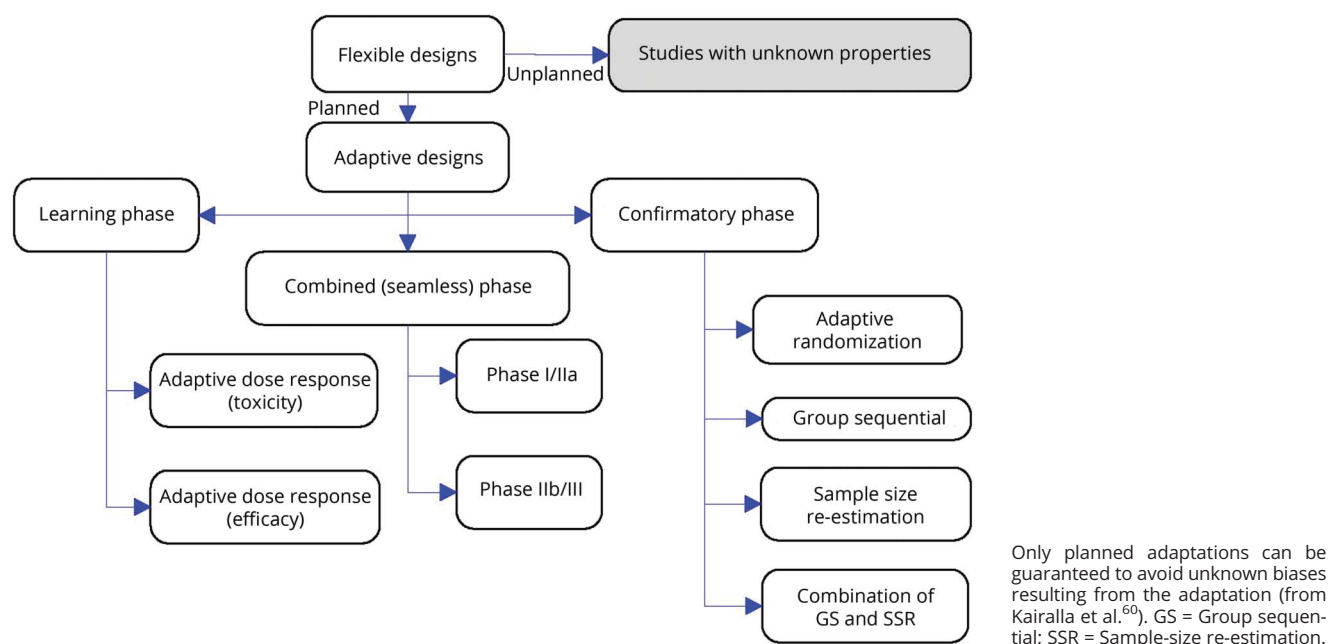 Flexible designs
Studies with unknown properties
Unplanned
Planned
Adaptive designs
Learning phase
Confirmatory phase
Combined (seamless) phase
Adaptive
randomization
Adaptive dose response
(toxicity)
Phase I/IIa
Group sequential
Adaptive dose response
(efficacy)
Phase IIb/III
Sample size
re-estimation
Combination of
GS and SSR
Only planned adaptations can be
guaranteed to avoid unknown biases
resulting from the adaptation (from
Kairalla et al.⁶⁰). GS = Group sequen-
tial; SSR = Sample-size re-estimation.